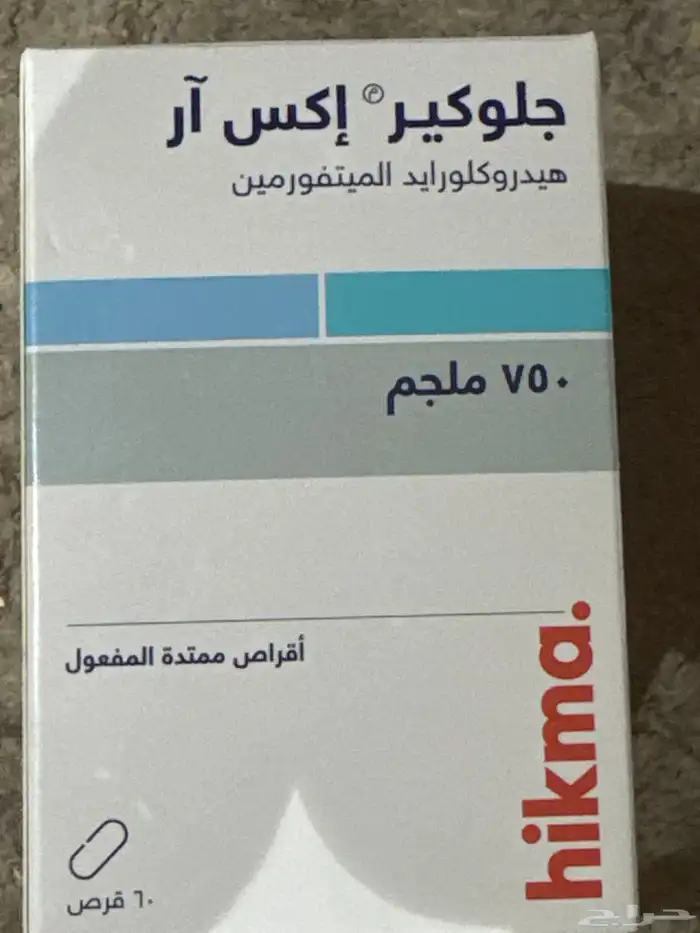 جلوكير® إكس آر
هيدروكلورايد الميتفورمين
٧٥٠ ملجم
أقراص ممتدة المفعول
٦٠ قرص
hikma.
حراج